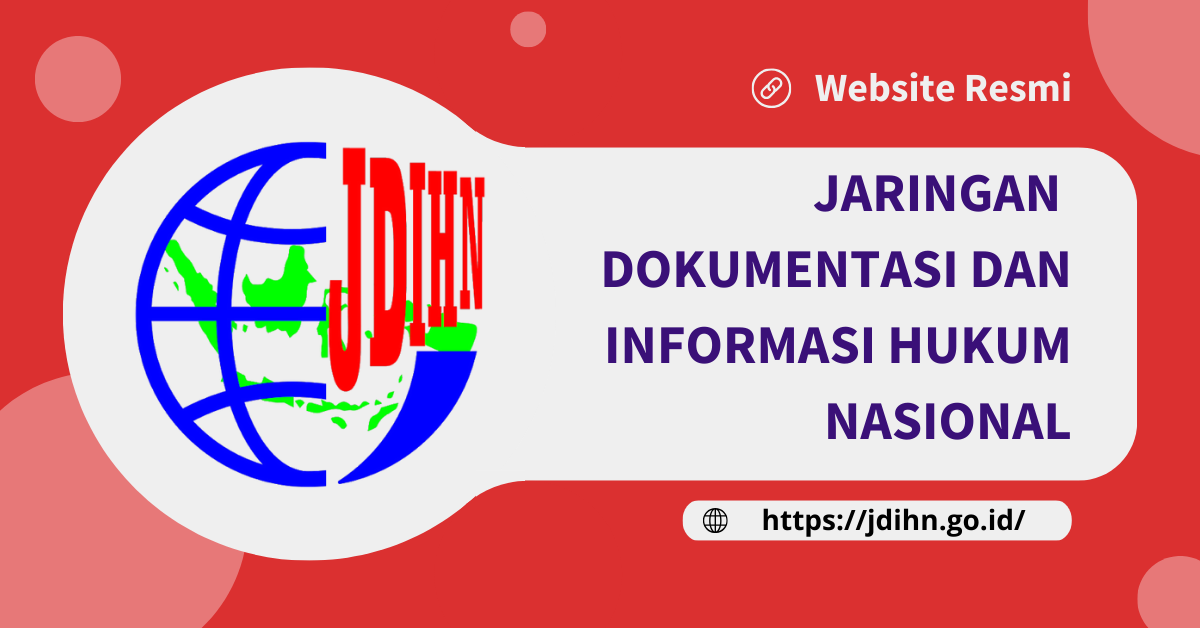 JDIHN
Website Resmi
JARINGAN
DOKUMENTASI DAN
INFORMASI HUKUM
NASIONAL
https://jdihn.go.id/